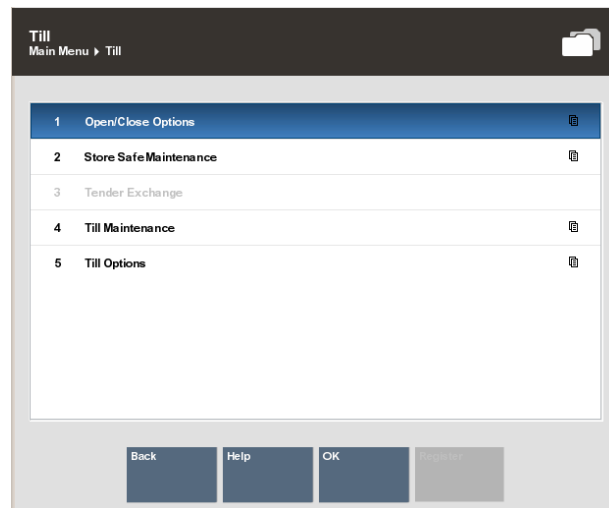 Till
Main Menu ▸ Till
1 Open/Close Options
2 Store Safe Maintenance
3 Tender Exchange
4 Till Maintenance
5 Till Options
Back Help OK Register